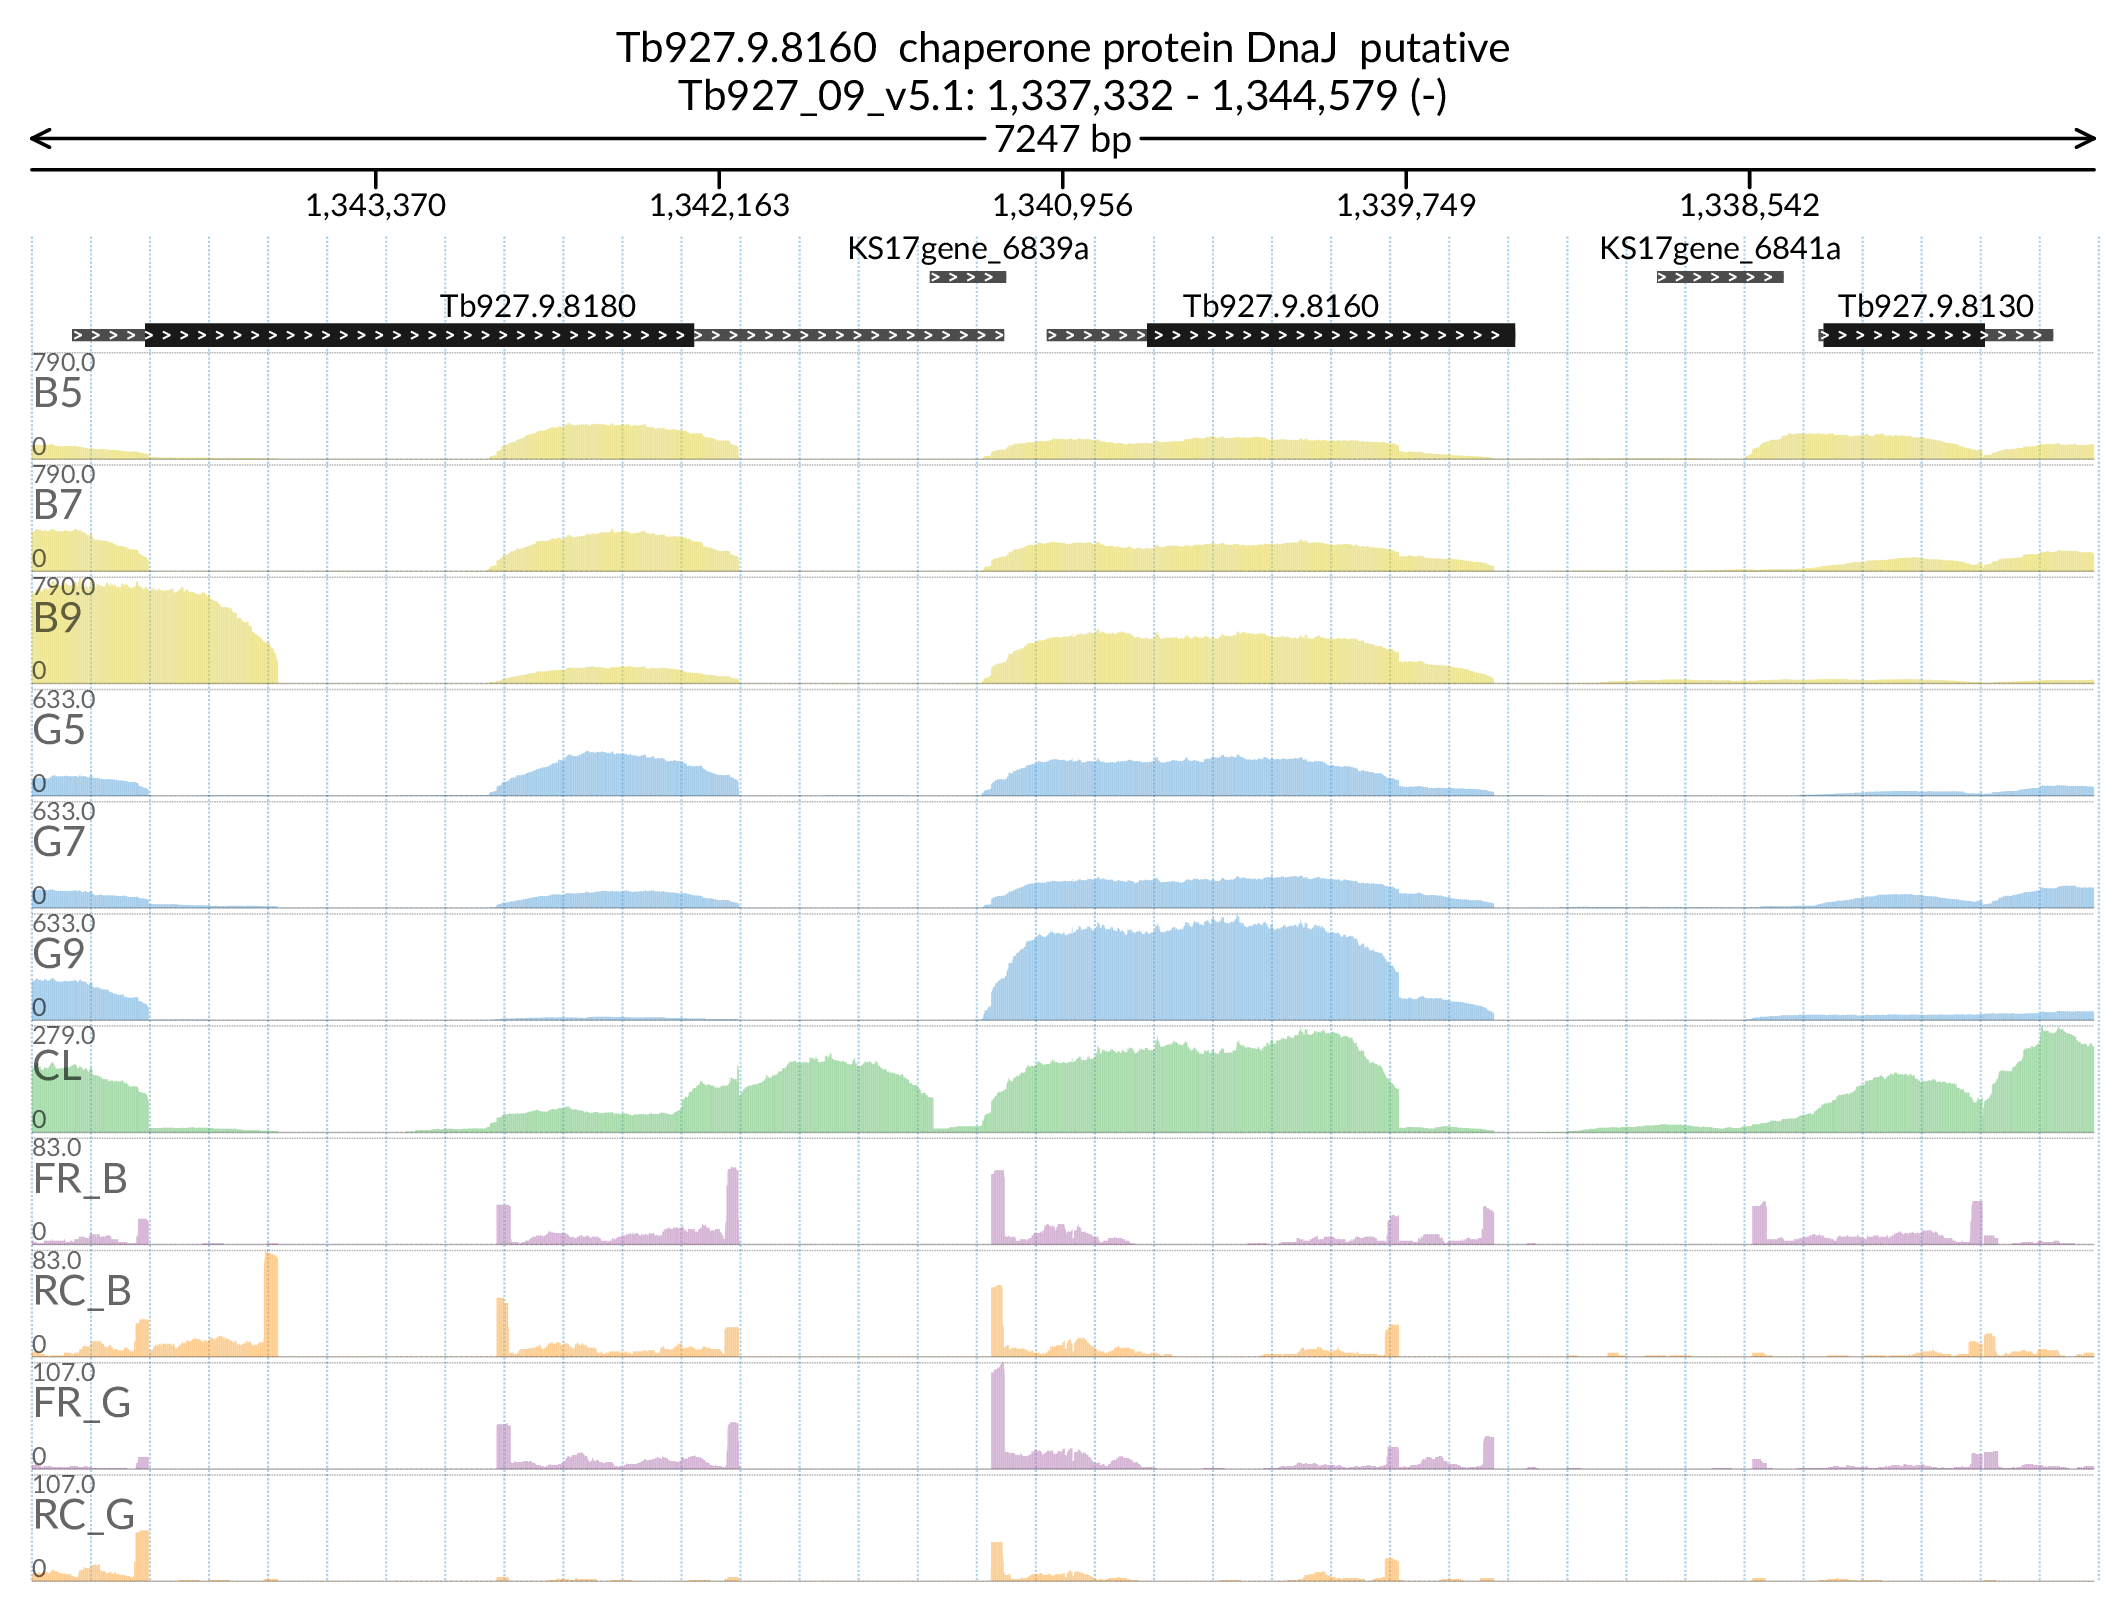 Tb927.9.8160 chaperone protein DnaJ putative
Tb927_09_v5.1: 1,337,332 - 1,344,579 (-)
7247 bp
1,343,370 1,342,163 1,340,956 1,339,749 1,338,542
KS17gene_6839a KS17gene_6841a
Tb927.9.8180 Tb927.9.8160 Tb927.9.8130
790.0
B5
0
790.0
B7
0
790.0
B9
0
633.0
G5
0
633.0
G7
0
633.0
G9
0
279.0
CL
0
83.0
FR_B
0
83.0
RC_B
0
107.0
FR_G
0
107.0
RC_G
0